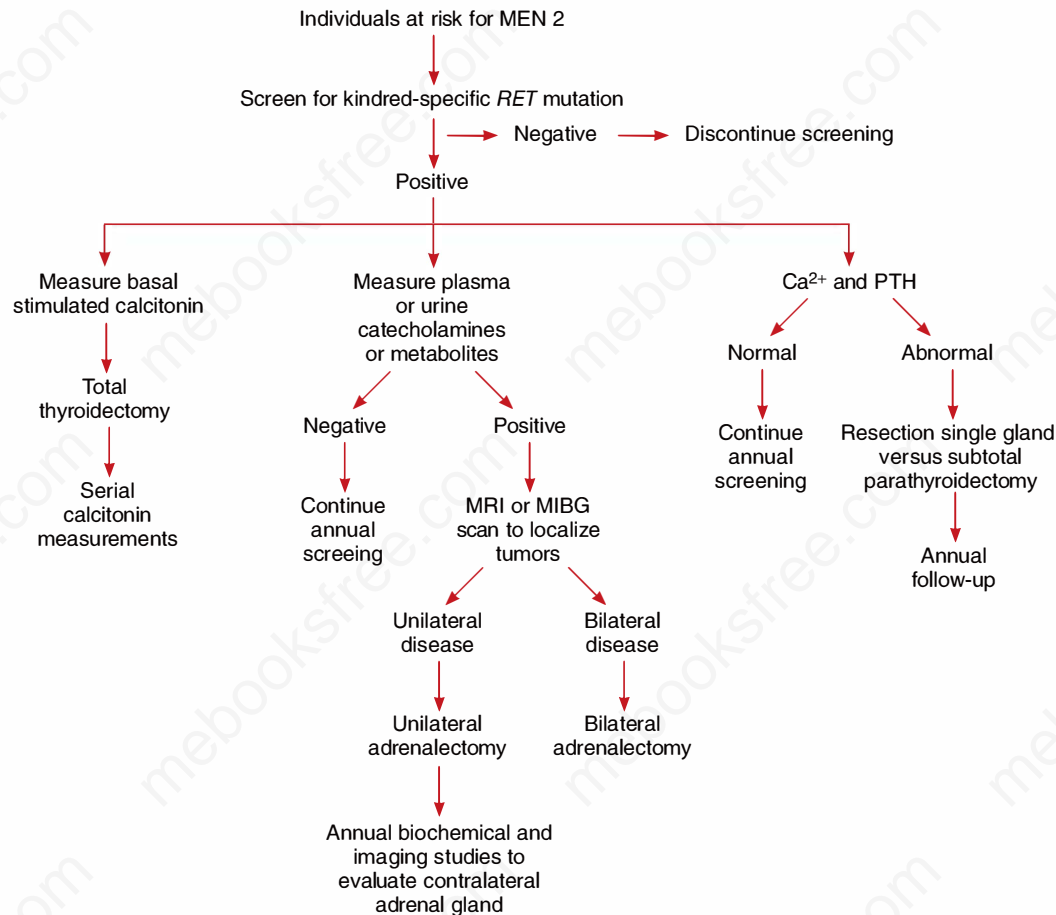 Individuals at risk for MEN 2
Screen for kindred-specific RET mutation
Negative
Discontinue screening
Positive
Measure basal
stimulated calcitonin
Total
thyroidectomy
Serial
calcitonin
measurements
Measure plasma
or urine
catecholamines
or metabolites
Negative
Continue
annual
screeing
Positive
MRI or MIBG
scan to localize
tumors
Unilateral
disease
Unilateral
adrenalectomy
Annual biochemical and
imaging studies to
evaluate contralateral
adrenal gland
Bilateral
disease
Bilateral
adrenalectomy
Ca²⁺ and PTH
Normal
Continue
annual
screening
Abnormal
Resection single gland
versus subtotal
parathyroidectomy
Annual
follow-up
mebooksfree.com
mebooksfree.com